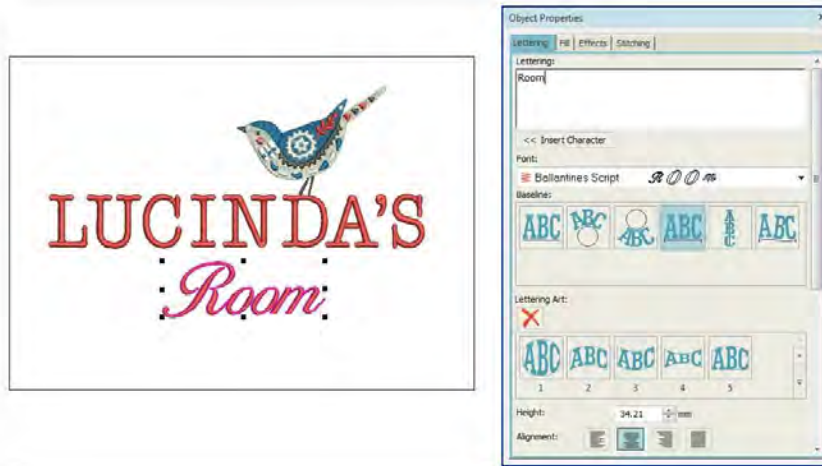 LUCINDA'S
Room
Object Properties
Lettering Fill Effects Stitching
Lettering:
Room
<< Insert Character
Font:
Ballantines Script R O O m
Baseline:
ABC ABC ABC ABC ABC ABC
Lettering Art:
ABC ABC ABC ABC ABC
1 2 3 4 5
Height: 34.21 mm
Alignment: